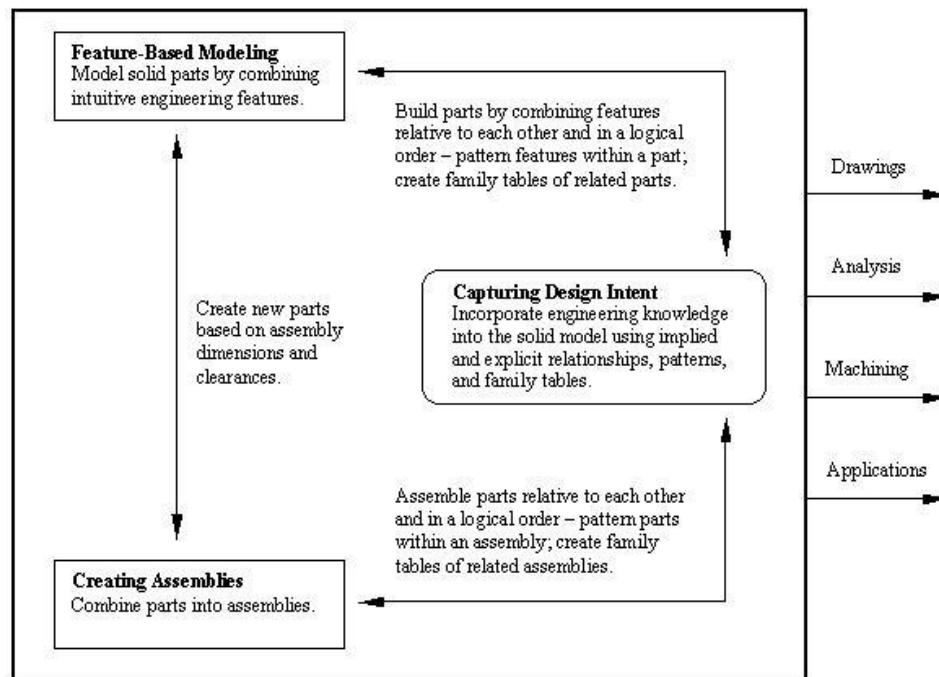 Feature-Based Modeling
Model solid parts by combining
intuitive engineering features.
Build parts by combining features
relative to each other and in a logical
order – pattern features within a part;
create family tables of related parts.
Drawings
Analysis
Capturing Design Intent
Incorporate engineering knowledge
into the solid model using implied
and explicit relationships, patterns,
and family tables.
Create new parts
based on assembly
dimensions and
clearances.
Machining
Applications
Assemble parts relative to each other
and in a logical order – pattern parts
within an assembly; create family
tables of related assemblies.
Creating Assemblies
Combine parts into assemblies.